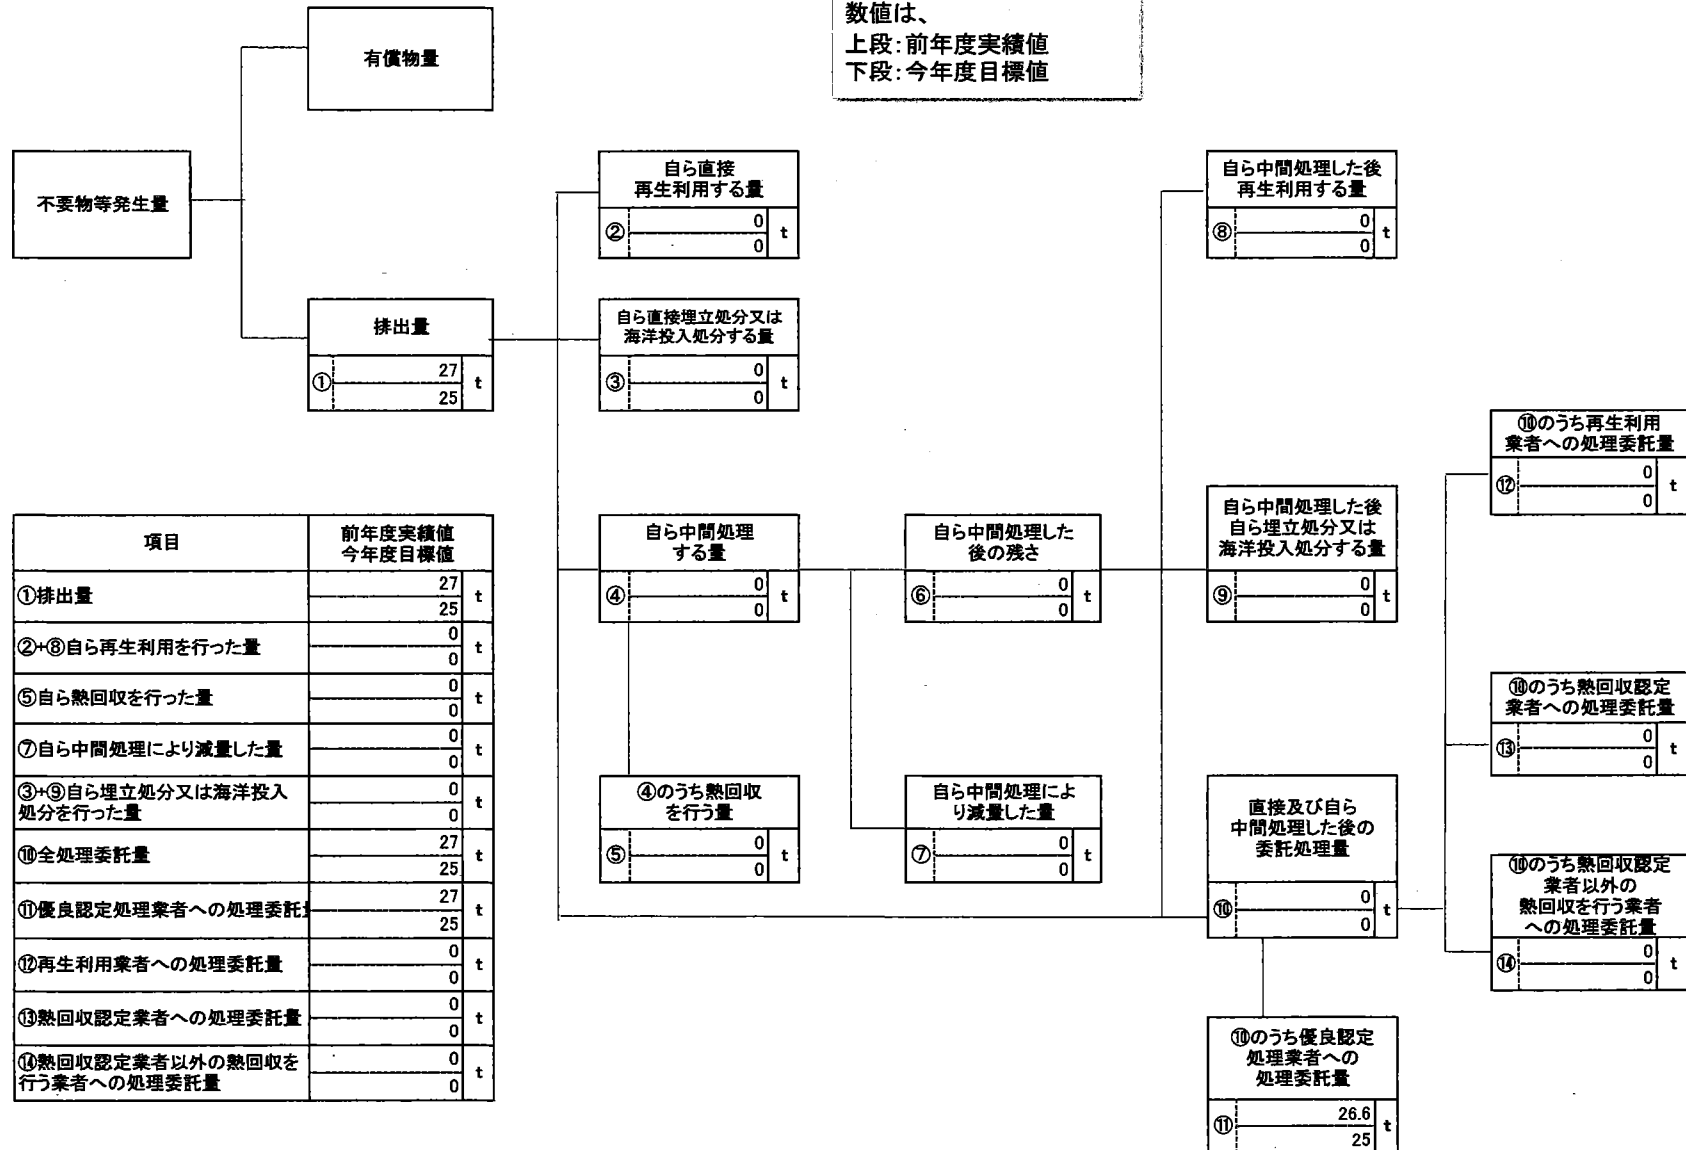 数値は、
上段:前年度実績値
下段:今年度目標値
有償物量
不要物等発生量
自ら直接
再生利用する量
② 0 t
0
自ら中間処理した後
再生利用する量
⑧ 0 t
0
排出量
① 27 t
25
自ら直接埋立処分又は
海洋投入処分する量
③ 0 t
0
⑩のうち再生利用
業者への処理委託量
⑫ 0 t
0
自ら中間処理
する量
④ 0 t
0
自ら中間処理した
後の残さ
⑥ 0 t
0
自ら中間処理した後
自ら埋立処分又は
海洋投入処分する量
⑨ 0 t
0
⑩のうち熱回収認定
業者への処理委託量
⑬ 0 t
0
④のうち熱回収
を行う量
⑤ 0 t
0
自ら中間処理によ
り減量した量
⑦ 0 t
0
直接及び自ら
中間処理した後の
委託処理量
⑩ 0 t
0
⑩のうち熱回収認定
業者以外の
熱回収を行う業者
への処理委託量
⑭ 0 t
0
⑩のうち優良認定
処理業者への
処理委託量
⑪ 26.6 t
25
項目 前年度実績値
今年度目標値
①排出量 27 t
25
②+⑧自ら再生利用を行った量 0 t
0
⑤自ら熱回収を行った量 0 t
0
⑦自ら中間処理により減量した量 0 t
0
③+⑨自ら埋立処分又は海洋投入
処分を行った量 0 t
0
⑩全処理委託量 27 t
25
⑪優良認定処理業者への処理委託 27 t
25
⑫再生利用業者への処理委託量 0 t
0
⑬熱回収認定業者への処理委託量 0 t
0
⑭熱回収認定業者以外の熱回収を
行う業者への処理委託量 0 t
0